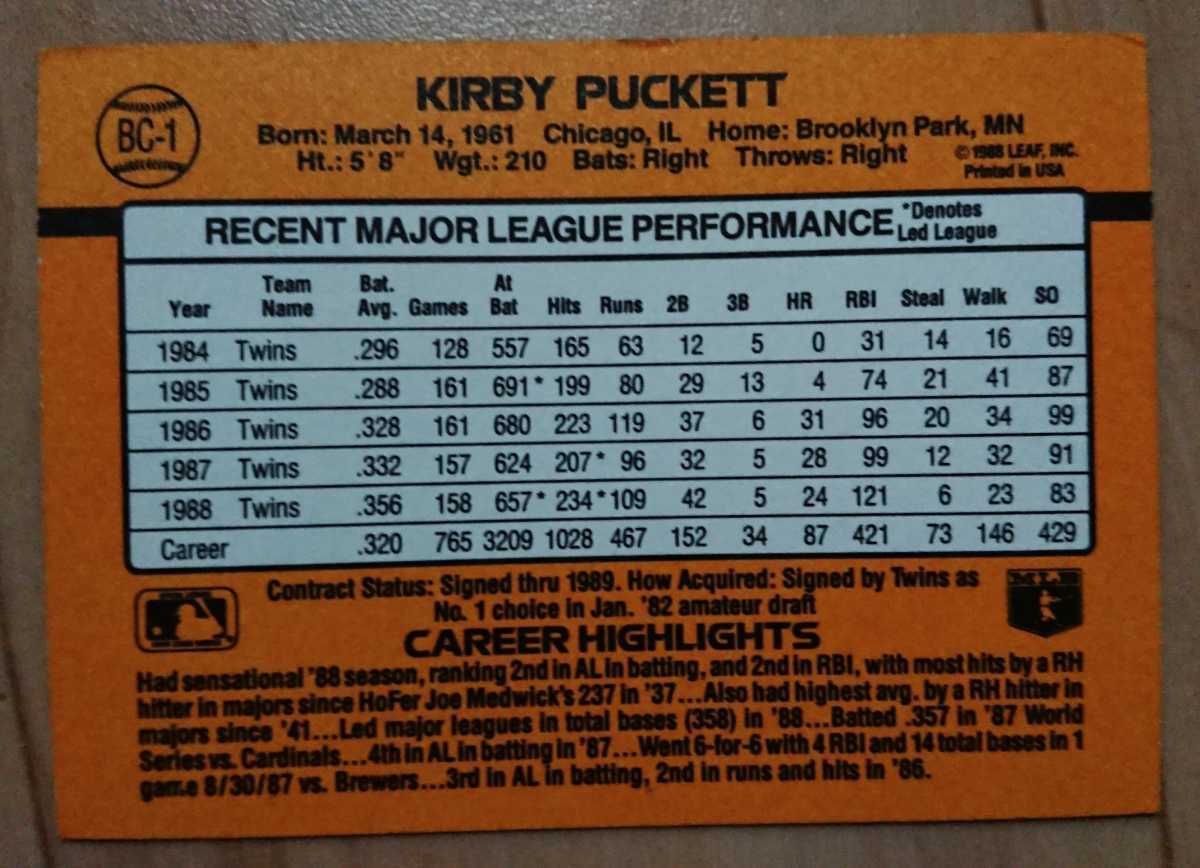 KIRBY PUCKETT
BC-1
Born: March 14, 1961 Chicago, IL Home: Brooklyn Park, MN
Ht.: 5'8" Wgt.: 210 Bats: Right Throws: Right
©1988 LEAF, INC.
Printed in USA
RECENT MAJOR LEAGUE PERFORMANCE *Denotes Led League
Year Team Name Bat. Avg. Games At Bat Hits Runs 2B 3B HR RBI Steal Walk SO
1984 Twins .296 128 557 165 63 12 5 0 31 14 16 69
1985 Twins .288 161 691* 199 80 29 13 4 74 21 41 87
1986 Twins .328 161 680 223 119 37 6 31 96 20 34 99
1987 Twins .332 157 624 207* 96 32 5 28 99 12 32 91
1988 Twins .356 158 657* 234* 109 42 5 24 121 6 23 83
Career .320 765 3209 1028 467 152 34 87 421 73 146 429
Contract Status: Signed thru 1989. How Acquired: Signed by Twins as
No. 1 choice in Jan. '82 amateur draft
MLB
CAREER HIGHLIGHTS
Had sensational '88 season, ranking 2nd in AL in batting, and 2nd in RBI, with most hits by a RH
hitter in majors since HoFer Joe Medwick's 237 in '37...Also had highest avg. by a RH hitter in
majors since '41...Led major leagues in total bases (358) in '88...Batted .357 in '87 World
Series vs. Cardinals...4th in AL in batting in '87...Went 6-for-6 with 4 RBI and 14 total bases in 1
game 8/30/87 vs. Brewers...3rd in AL in batting, 2nd in runs and hits in '86.